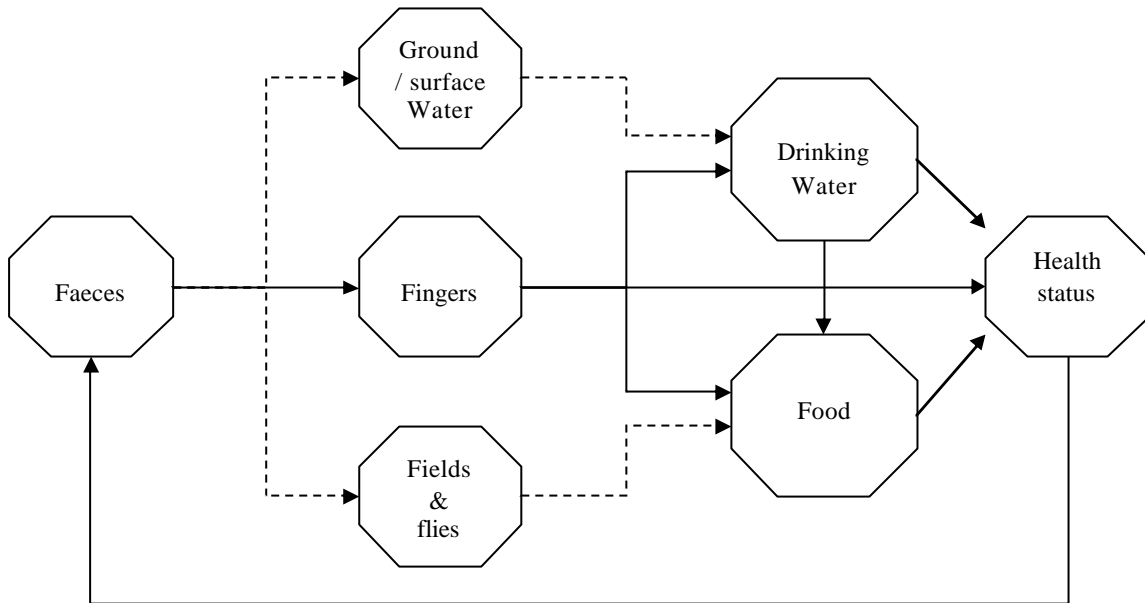 Ground
/ surface
Water
Drinking
Water
Faeces
Fingers
Health
status
Food
Fields
&
flies